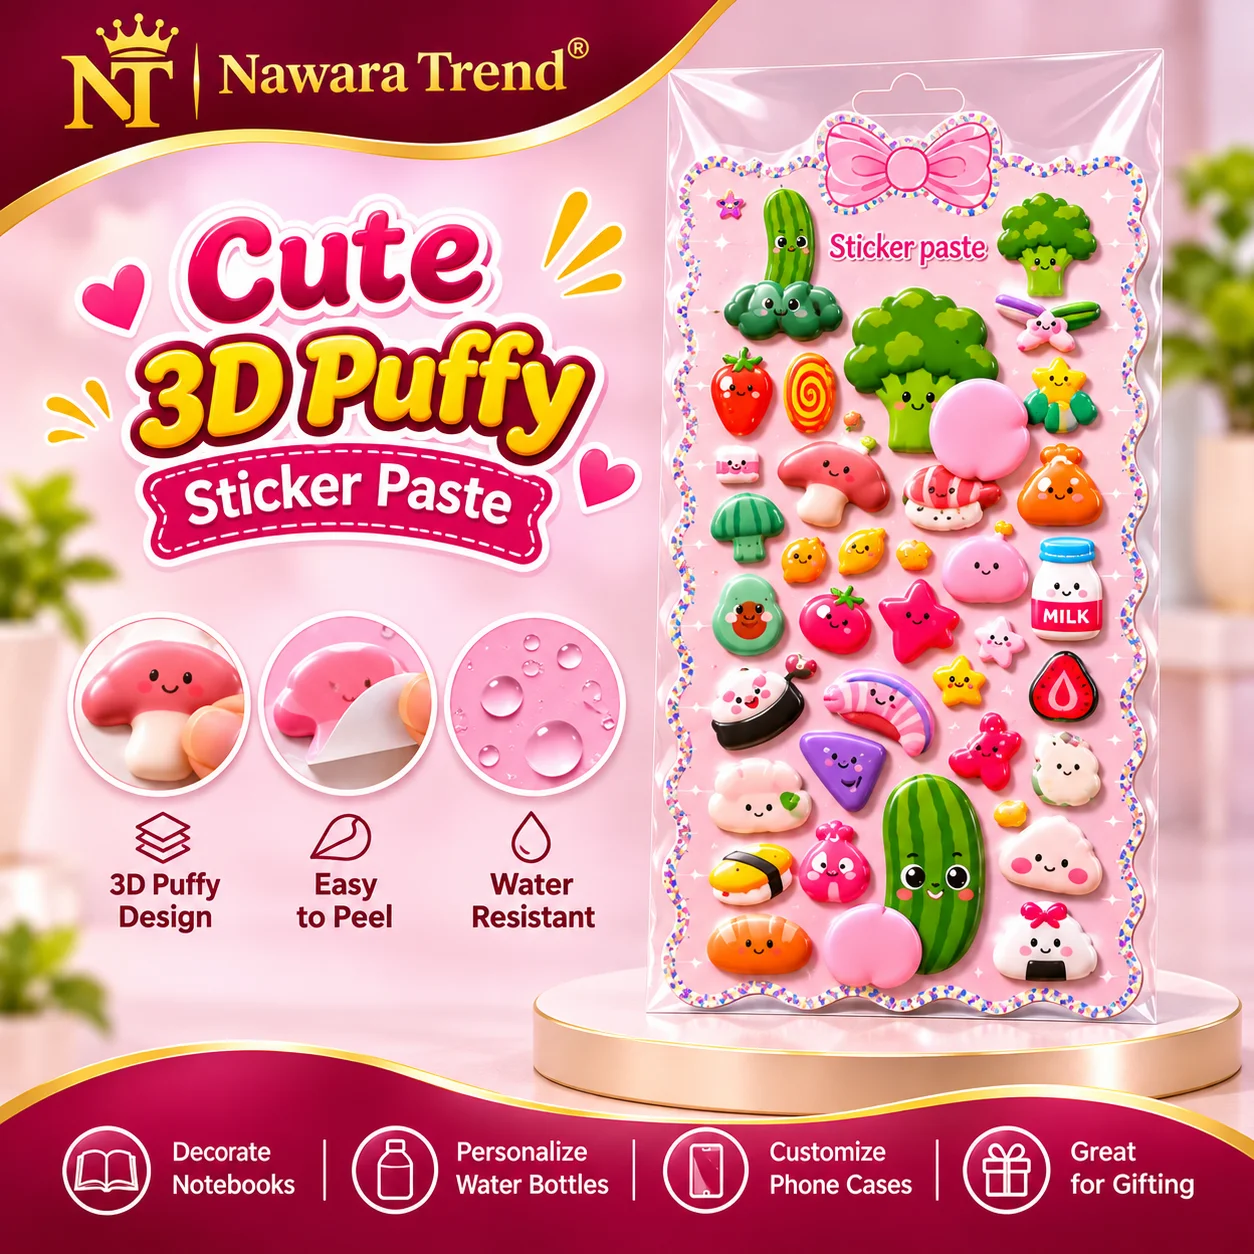 NT | Nawara Trend®
Cute
3D Puffy
Sticker Paste
Sticker paste
MILK
3D Puffy
Design
Easy
to Peel
Water
Resistant
Decorate
Notebooks
Personalize
Water Bottles
Customize
Phone Cases
Great
for Gifting